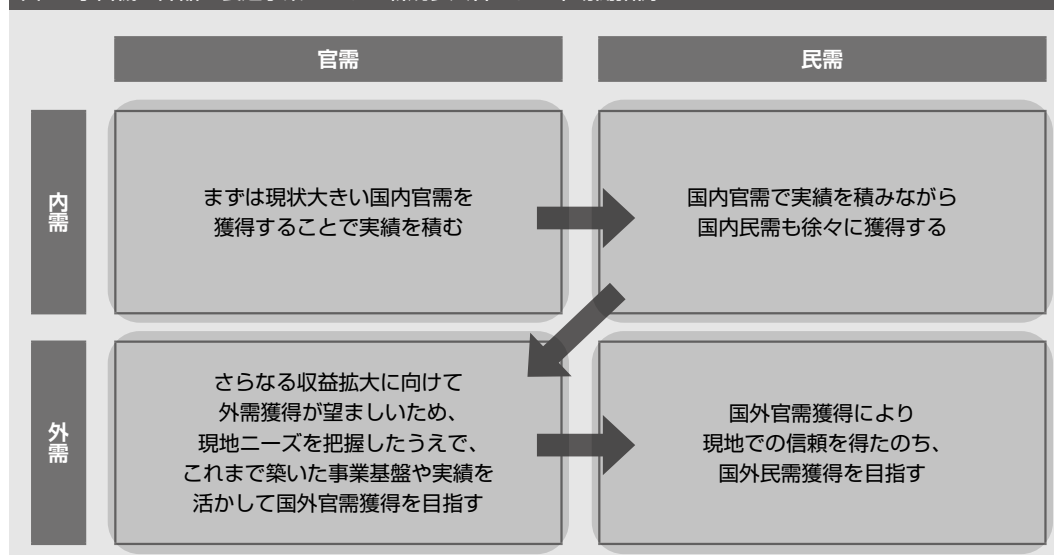 官需
民需
内需
まずは現状大きい国内官需を
獲得することで実績を積む
国内官需で実績を積みながら
国内民需も徐々に獲得する
外需
さらなる収益拡大に向けて
外需獲得が望ましいため、
現地ニーズを把握したうえで、
これまで築いた事業基盤や実績を
活かして国外官需獲得を目指す
国外官需獲得により
現地での信頼を得たのち、
国外民需獲得を目指す